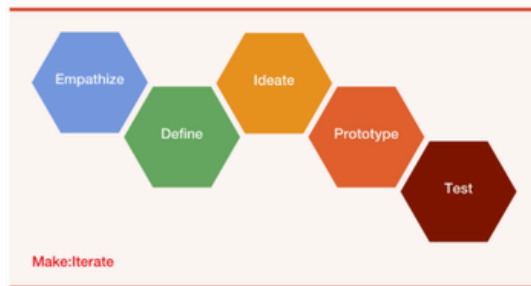 Empathize
Define
Ideate
Prototype
Test
Make:Iterate